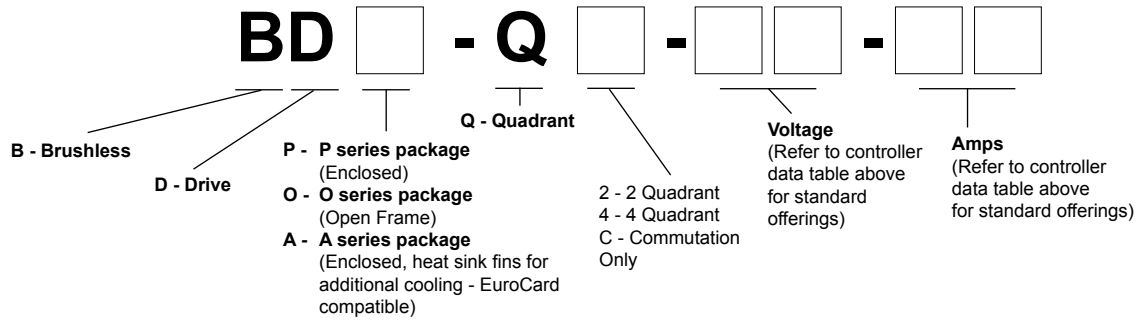 BD - Q - -
B - Brushless
D - Drive
P - P series package
(Enclosed)
O - O series package
(Open Frame)
A - A series package
(Enclosed, heat sink fins for
additional cooling - EuroCard
compatible)
Q - Quadrant
2 - 2 Quadrant
4 - 4 Quadrant
C - Commutation
Only
Voltage
(Refer to controller
data table above
for standard
offerings)
Amps
(Refer to controller
data table above
for standard offerings)